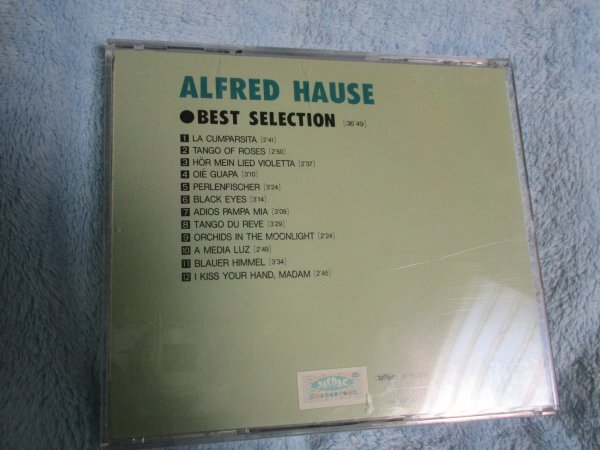 ALFRED HAUSE
●BEST SELECTION [36'49]
1 LA CUMPARSITA [2'41]
2 TANGO OF ROSES [2'50]
3 HÖR MEIN LIED VIOLETTA [2'37]
4 OIE GUAPA [3'10]
5 PERLENFISCHER [3'24]
6 BLACK EYES [3'14]
7 ADIOS PAMPA MIA [3'09]
8 TANGO DU REVE [3'29]
9 ORCHIDS IN THE MOONLIGHT [2'24]
10 A MEDIA LUZ [2'49]
11 BLAUER HIMMEL [3'34]
12 I KISS YOUR HAND, MADAM [2'45]